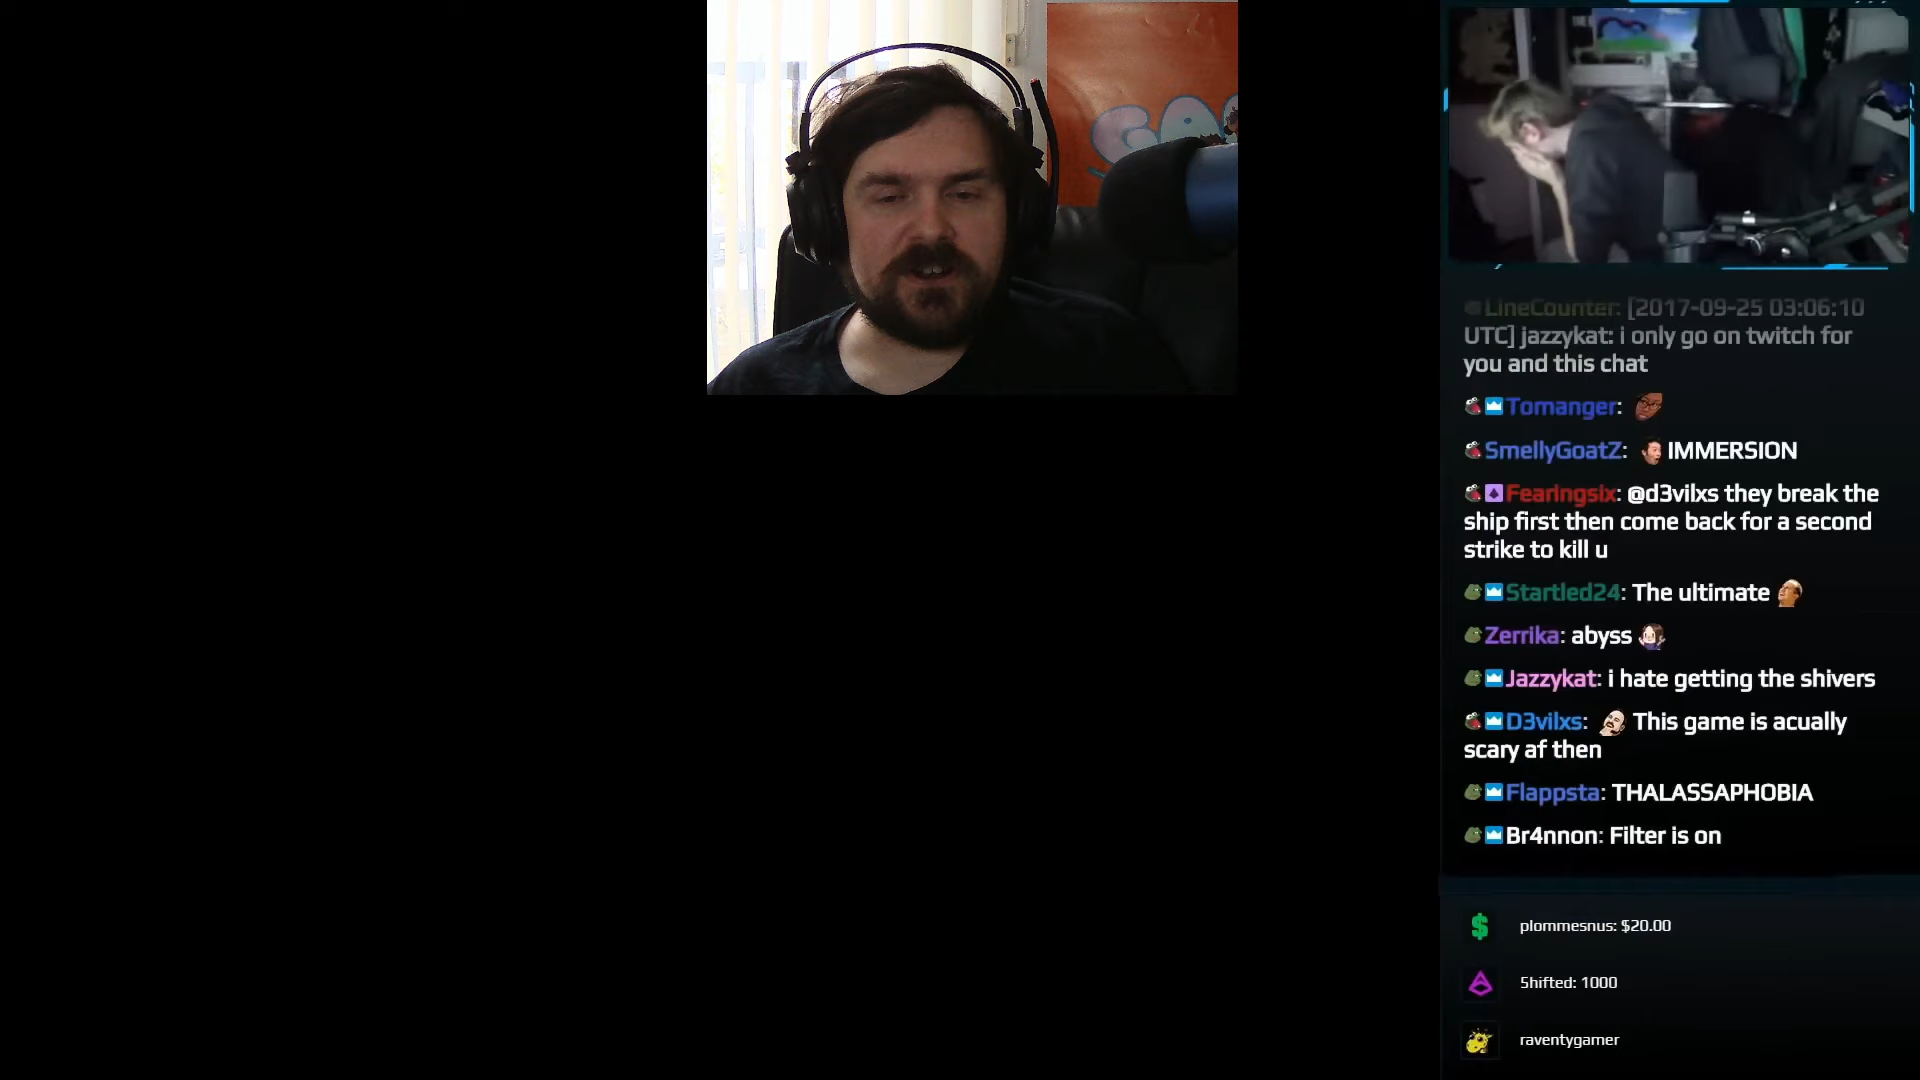 LineCounter: [2017-09-25 03:06:10
UTC] jazzykat: i only go on twitch for
you and this chat
Tomanger:
SmellyGoatZ: IMMERSION
Fearingsix: @d3vilxs they break the
ship first then come back for a second
strike to kill u
Startled24: The ultimate
Zerrika: abyss
Jazzykat: i hate getting the shivers
D3vilxs: This game is acually
scary af then
Flappsta: THALASSAPHOBIA
Br4nnon: Filter is on
$ plommesnus: $20.00
5hifted: 1000
raventygamer